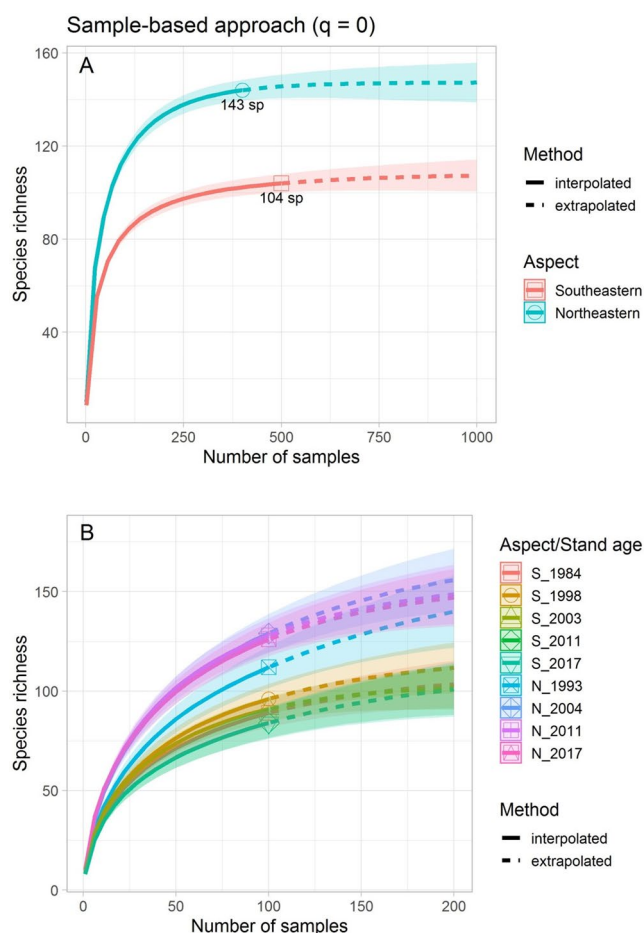 Sample-based approach (q = 0)
A
160
120
80
40
Species richness
143 sp
104 sp
0
250
500
750
1000
Number of samples
Method
interpolated
extrapolated
Aspect
Southeastern
Northeastern
B
150
100
50
0
Species richness
0
50
100
150
200
Number of samples
Aspect/Stand age
S_1984
S_1998
S_2003
S_2011
S_2017
N_1993
N_2004
N_2011
N_2017
Method
interpolated
extrapolated